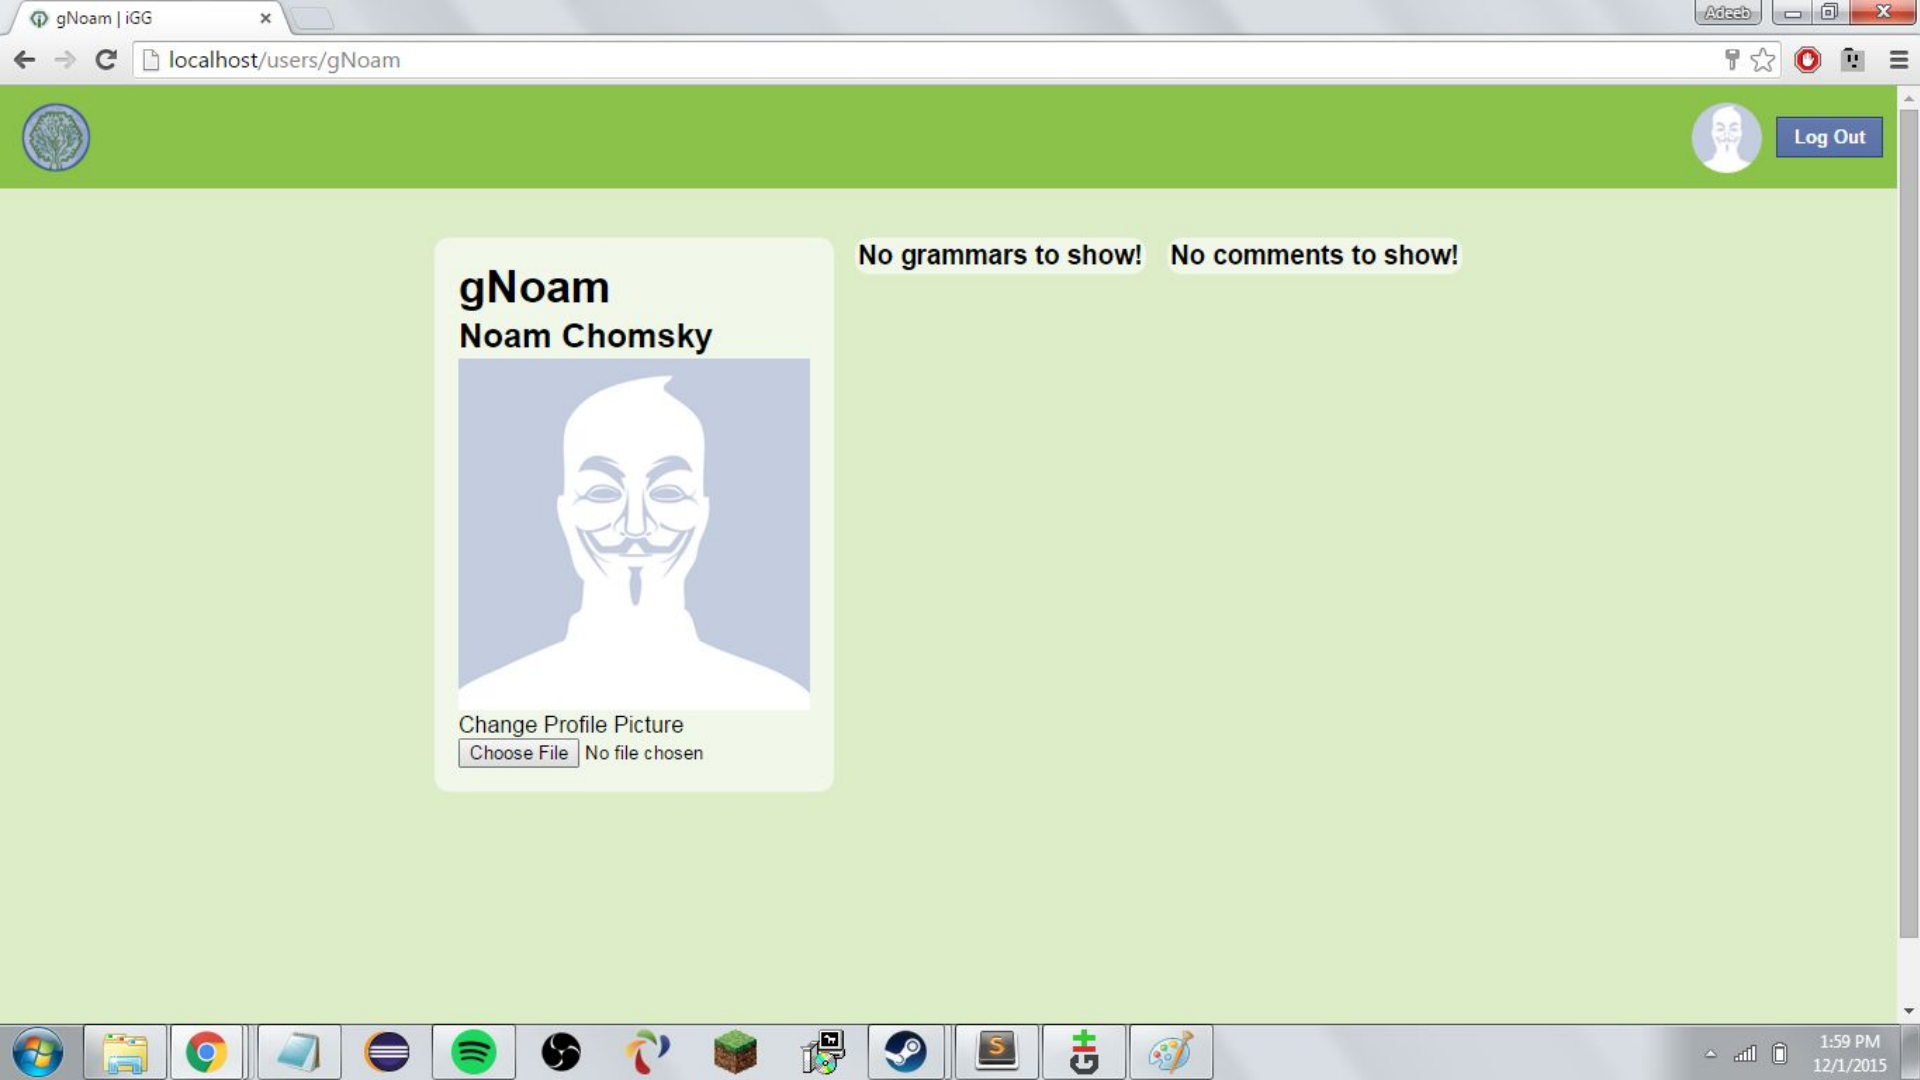 gNoam | iGG
Adeeb
localhost/users/gNoam
Log Out
gNoam
Noam Chomsky
Change Profile Picture
Choose File No file chosen
No grammars to show!
No comments to show!
1:59 PM
12/1/2015